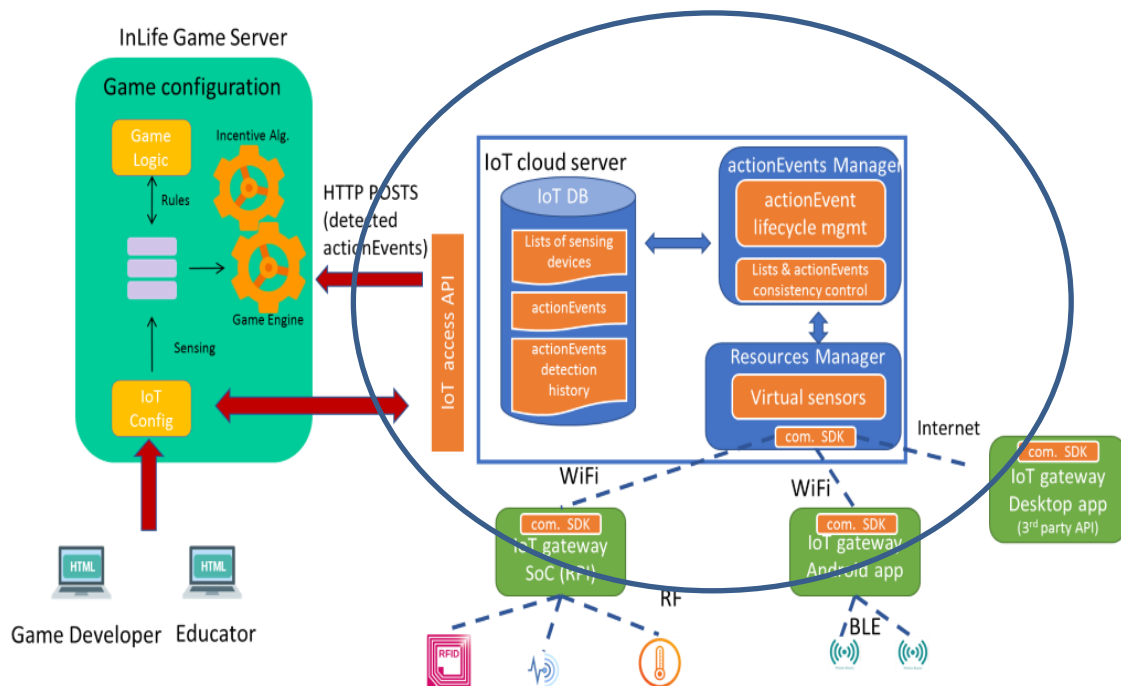 InLife Game Server
Game configuration
Game
Logic
Incentive Alg.
Rules
Game Engine
Sensing
IoT
Config
HTTP POSTS
(detected
actionEvents)
IoT access API
IoT cloud server
IoT DB
Lists of sensing
devices
actionEvents
actionEvents
detection
history
actionEvents Manager
actionEvent
lifecycle mgmt
Lists & actionEvents
consistency control
Resources Manager
Virtual sensors
com. SDK
Internet
WiFi
WiFi
com. SDK
IoT gateway
Desktop app
(3rd party API)
com. SDK
IoT gateway
SoC (RPI)
com. SDK
IoT gateway
Android app
RF
BLE
HTML
HTML
Game Developer
Educator
RFID